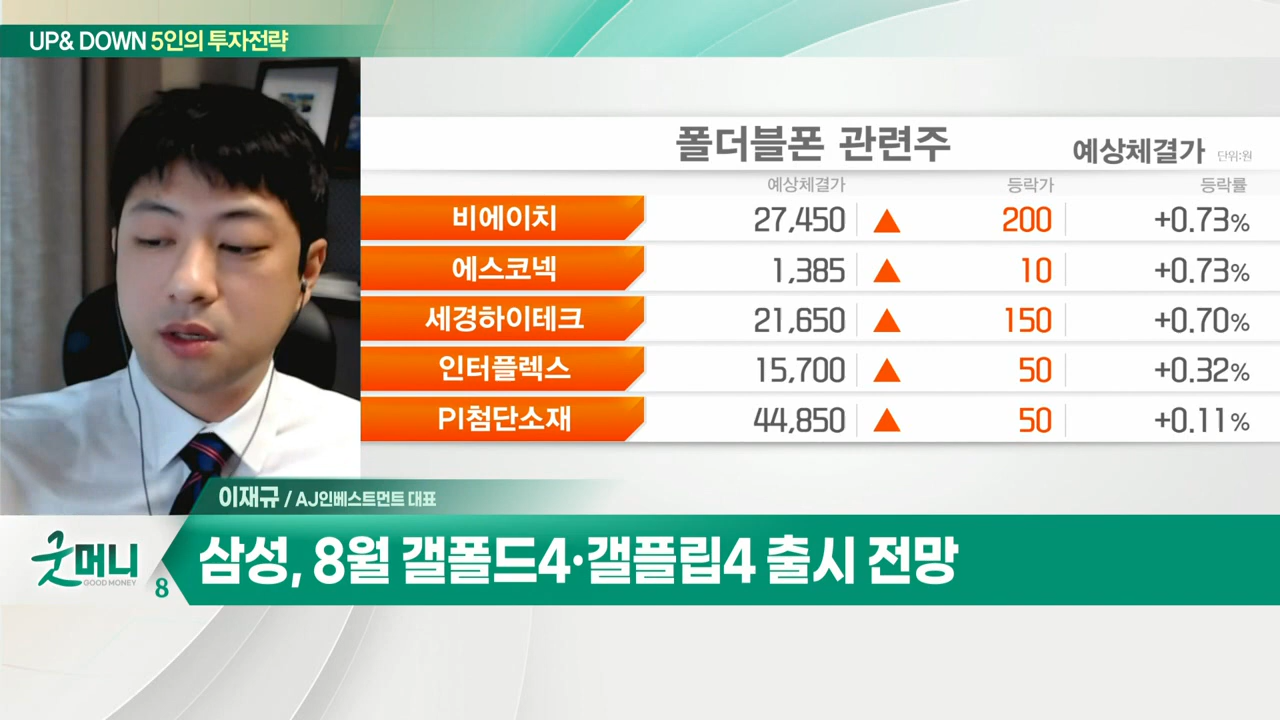 UP& DOWN 5인의 투자전략
폴더블폰 관련주 예상체결가 단위:원
예상체결가 등락가 등락률
비에이치 27,450 ▲ 200 +0.73%
에스코넥 1,385 ▲ 10 +0.73%
세경하이테크 21,650 ▲ 150 +0.70%
인터플렉스 15,700 ▲ 50 +0.32%
PI첨단소재 44,850 ▲ 50 +0.11%
이재규 / AJ인베스트먼트 대표
굿머니
GOOD MONEY
8
삼성, 8월 갤폴드4·갤플립4 출시 전망